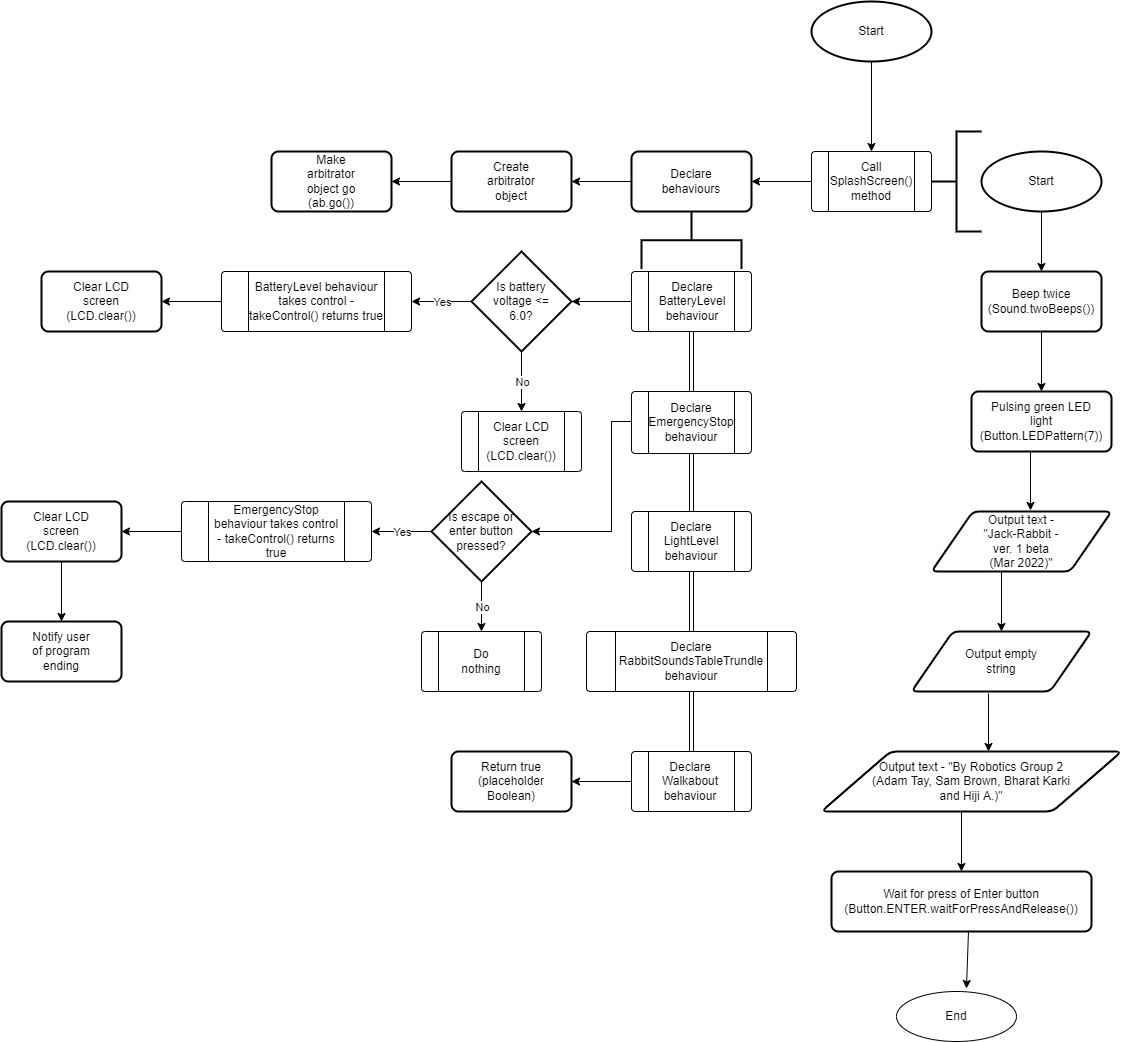 Start
Make
arbitrator
object go
(ab.go())
Create
arbitrator
object
Declare
behaviours
Call
SplashScreen()
method
Start
Clear LCD
screen
(LCD.clear())
BatteryLevel behaviour
takes control -
takeControl() returns true
Yes
Is battery
voltage <=
6.0?
Declare
BatteryLevel
behaviour
Beep twice
(Sound.twoBeeps())
No
Clear LCD
screen
(LCD.clear())
Declare
EmergencyStop
behaviour
Pulsing green LED
light
(Button.LEDPattern(7))
Clear LCD
screen
(LCD.clear())
EmergencyStop
behaviour takes control
- takeControl() returns
true
Yes
Is escape or
enter button
pressed?
Declare
LightLevel
behaviour
Output text -
"Jack-Rabbit -
ver. 1 beta
(Mar 2022)"
No
Notify user
of program
ending
Do
nothing
Declare
RabbitSoundsTableTrundle
behaviour
Output empty
string
Return true
(placeholder
Boolean)
Declare
Walkabout
behaviour
Output text - "By Robotics Group 2
(Adam Tay, Sam Brown, Bharat Karki
and Hiji A.)"
Wait for press of Enter button
(Button.ENTER.waitForPressAndRelease())
End